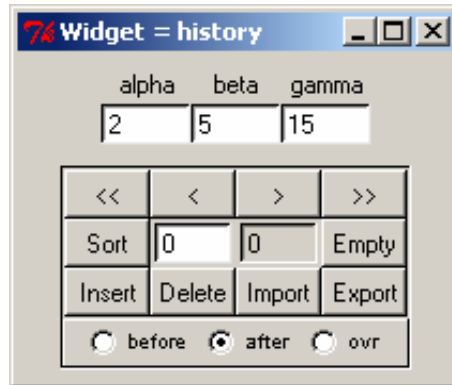 Widget = history
alpha beta gamma
2 5 15
<< < > >>
Sort 0 0 Empty
Insert Delete Import Export
before after ovr